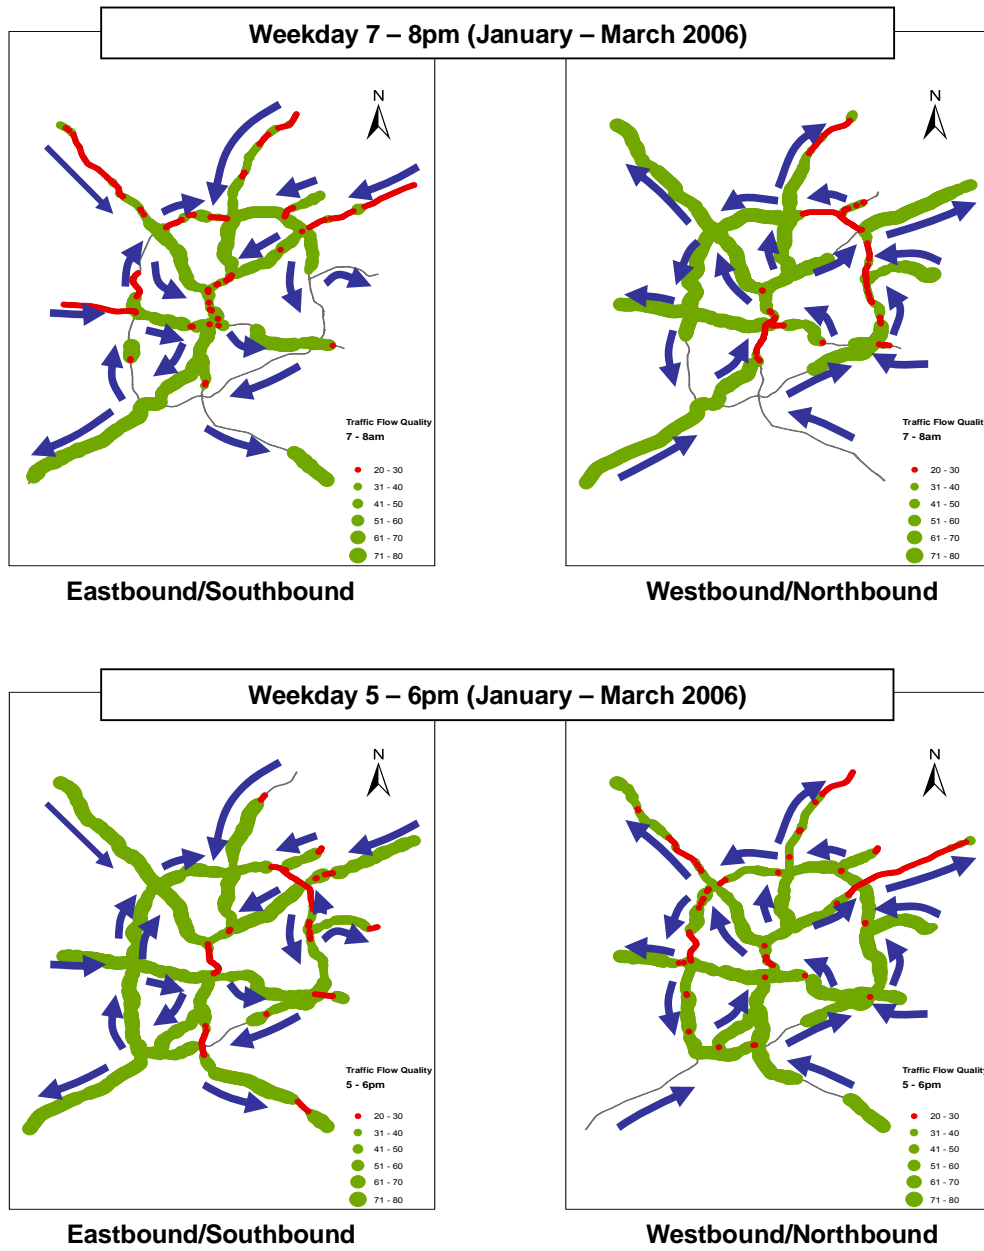 Weekday 7 – 8pm (January – March 2006)
N
Traffic Flow Quality
7 - 8am
20 - 30
31 - 40
41 - 50
51 - 60
61 - 70
71 - 80
Eastbound/Southbound
N
Traffic Flow Qualit
7 - 8am
20 - 30
31 - 40
41 - 50
51 - 60
61 - 70
71 - 80
Westbound/Northbound
Weekday 5 – 6pm (January – March 2006)
N
Traffic Flow Quality
5 - 6pm
20 - 30
31 - 40
41 - 50
51 - 60
61 - 70
71 - 80
Eastbound/Southbound
N
Traffic Flow Qualit
5 - 6pm
20 - 30
31 - 40
41 - 50
51 - 60
61 - 70
71 - 80
Westbound/Northbound